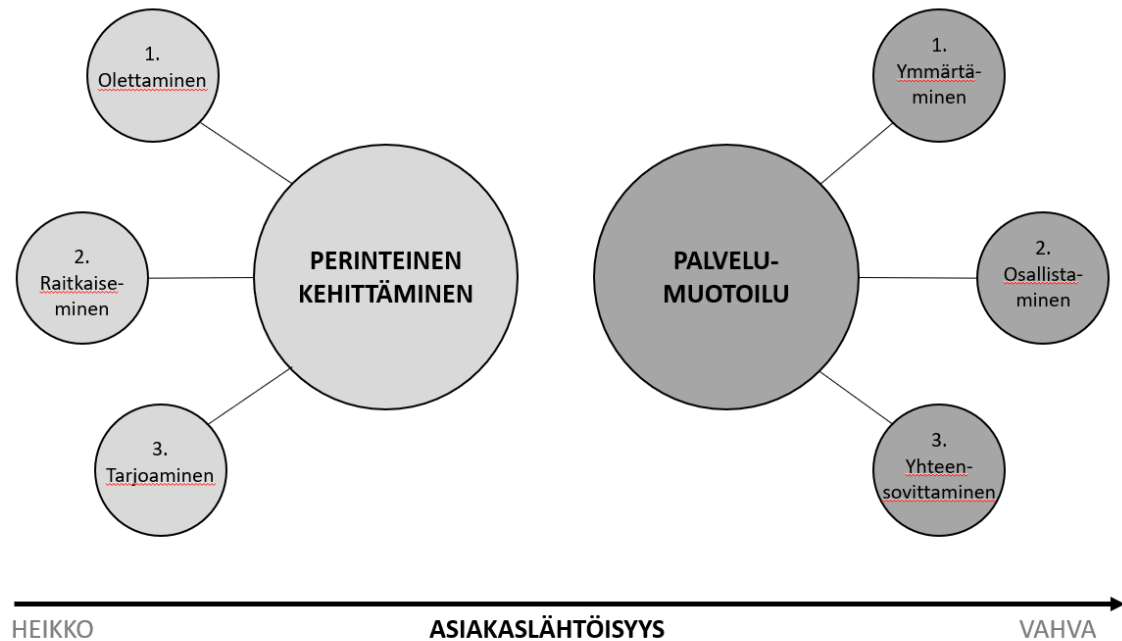 1.
Olettaminen
2.
Raitkaise-
minen
3.
Tarjoaminen
PERINTEINEN
KEHITTÄMINEN
PALVELU-
MUOTOILU
1.
Ymmärtä-
minen
2.
Osallista-
minen
3.
Yhteen-
sovittaminen
HEIKKO
ASIAKASLÄHTÖISYYS
VAHVA